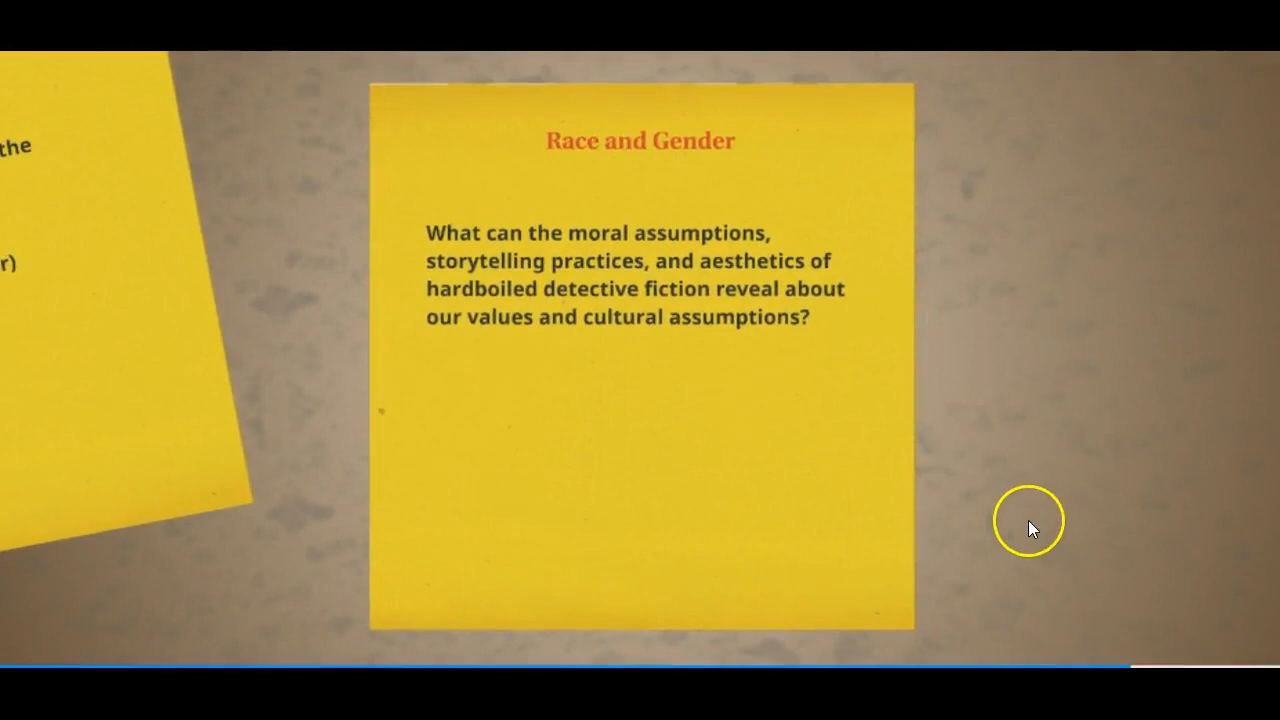 the
r)
Race and Gender
What can the moral assumptions,
storytelling practices, and aesthetics of
hardboiled detective fiction reveal about
our values and cultural assumptions?